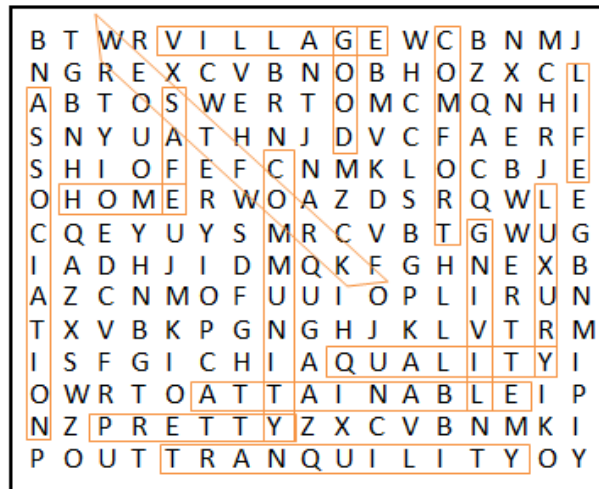 B T W R V I L L A G E W C B N M J
N G R E X C V B N O B H O Z X C L
A B T O S W E R T O M C M Q N H I
S N Y U A T H N J D V C F A E R F
S H I O F E F C N M K L O C B J E
O H O M E R W O A Z D S R Q W L E
C Q E Y U Y S M R C V B T G W U G
I A D H J I D M Q K F G H N E X B
A Z C N M O F U U I O P L I R U N
T X V B K P G N G H J K L V T R M
I S F G I C H I A Q U A L I T Y I
O W R T O A T T A I N A B L E I P
N Z P R E T T Y Z X C V B N M K I
P O U T T R A N Q U I L I T Y O Y